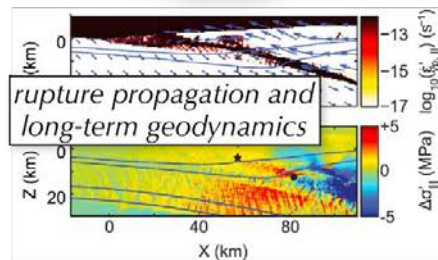 0
-13
-15
-17
log₁₀(ε̇'vp, II) (s⁻¹)
rupture propagation and
long-term geodynamics
Z (km)
0
20
+5
0
-5
Δσ'II (MPa)
0
40
80
X (km)